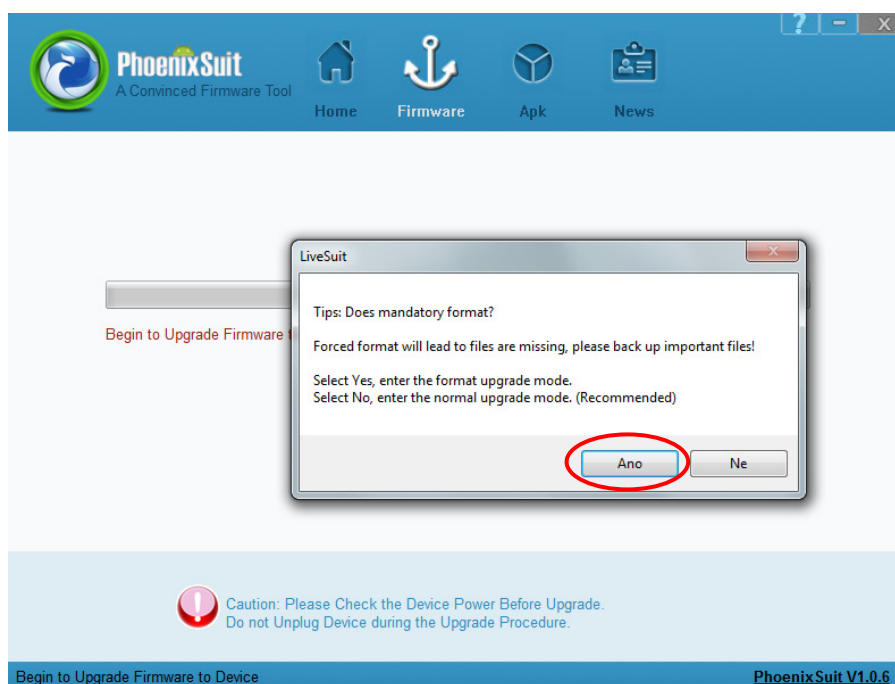 ? – X
PhoenixSuit
A Convinced Firmware Tool
Home Firmware Apk News
LiveSuit
Tips: Does mandatory format?
Forced format will lead to files are missing, please back up important files!
Select Yes, enter the format upgrade mode.
Select No, enter the normal upgrade mode. (Recommended)
Ano Ne
Begin to Upgrade Firmware
Caution: Please Check the Device Power Before Upgrade.
Do not Unplug Device during the Upgrade Procedure.
Begin to Upgrade Firmware to Device
PhoenixSuit V1.0.6